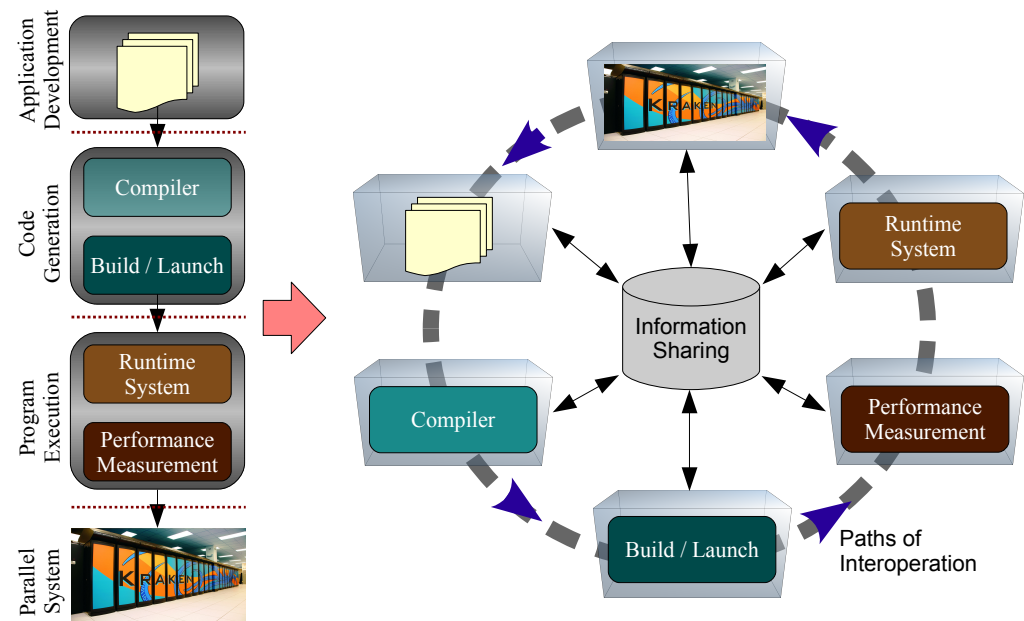 Application
Development
Compiler
Build / Launch
Code
Generation
Runtime
System
Performance
Measurement
Program
Execution
KRAKEN
Parallel
System
KRAKEN
Runtime
System
Information
Sharing
Compiler
Performance
Measurement
Build / Launch
Paths of
Interoperation